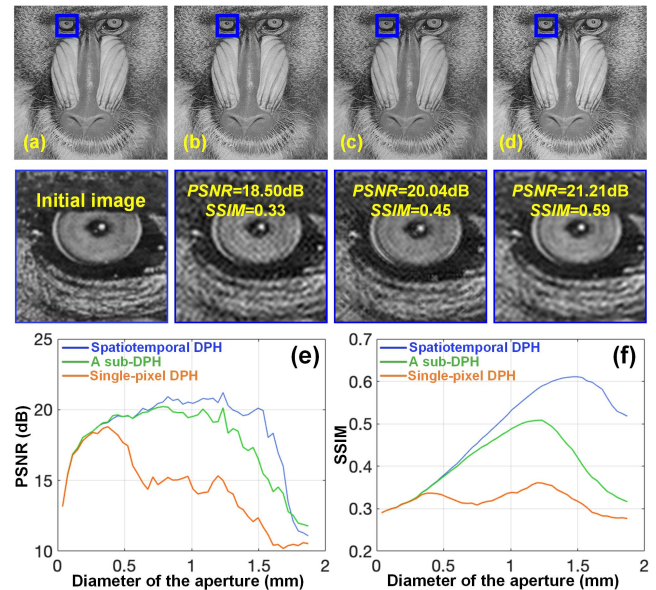 (a)
(b)
(c)
(d)
Initial image
PSNR=18.50dB
SSIM=0.33
PSNR=20.04dB
SSIM=0.45
PSNR=21.21dB
SSIM=0.59
25
20
15
10
PSNR (dB)
Spatiotemporal DPH
A sub-DPH
Single-pixel DPH
(e)
0 0.5 1 1.5 2
Diameter of the aperture (mm)
0.7
0.6
0.5
0.4
0.3
0.2
SSIM
Spatiotemporal DPH
A sub-DPH
Single-pixel DPH
(f)
0 0.5 1 1.5 2
Diameter of the aperture (mm)